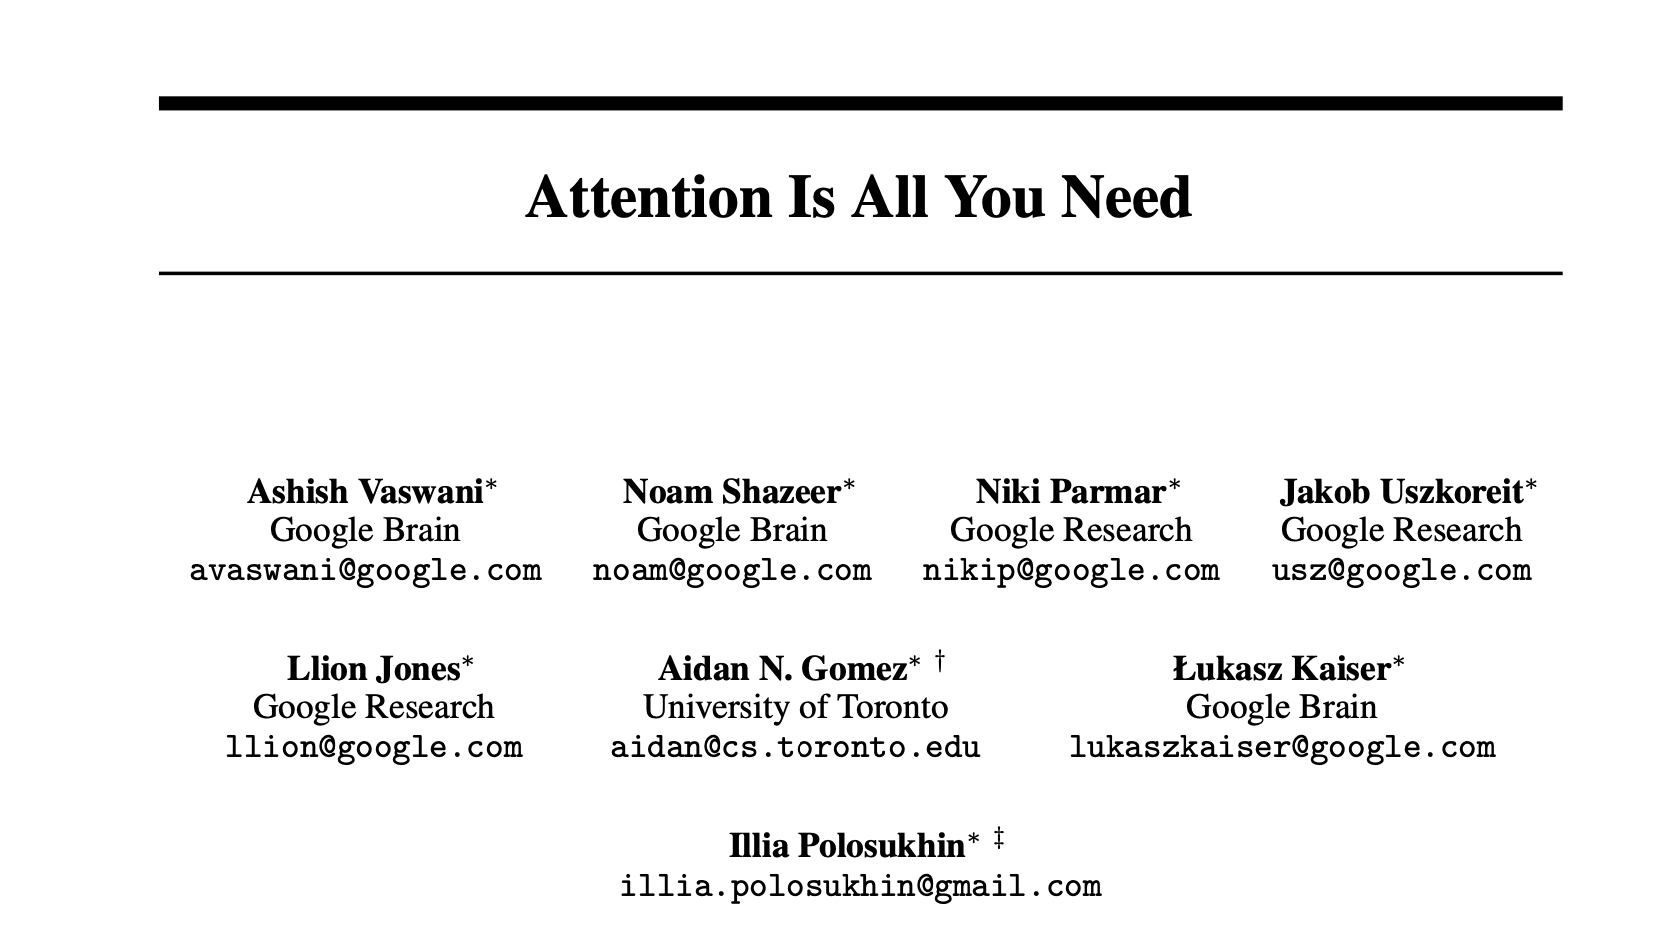 Attention Is All You Need
Ashish Vaswani* Noam Shazeer* Niki Parmar* Jakob Uszkoreit*
Google Brain Google Brain Google Research Google Research
avaswani@google.com noam@google.com nikip@google.com usz@google.com
Llion Jones* Aidan N. Gomez* † Łukasz Kaiser*
Google Research University of Toronto Google Brain
llion@google.com aidan@cs.toronto.edu lukaszkaiser@google.com
Illia Polosukhin* ‡
illia.polosukhin@gmail.com